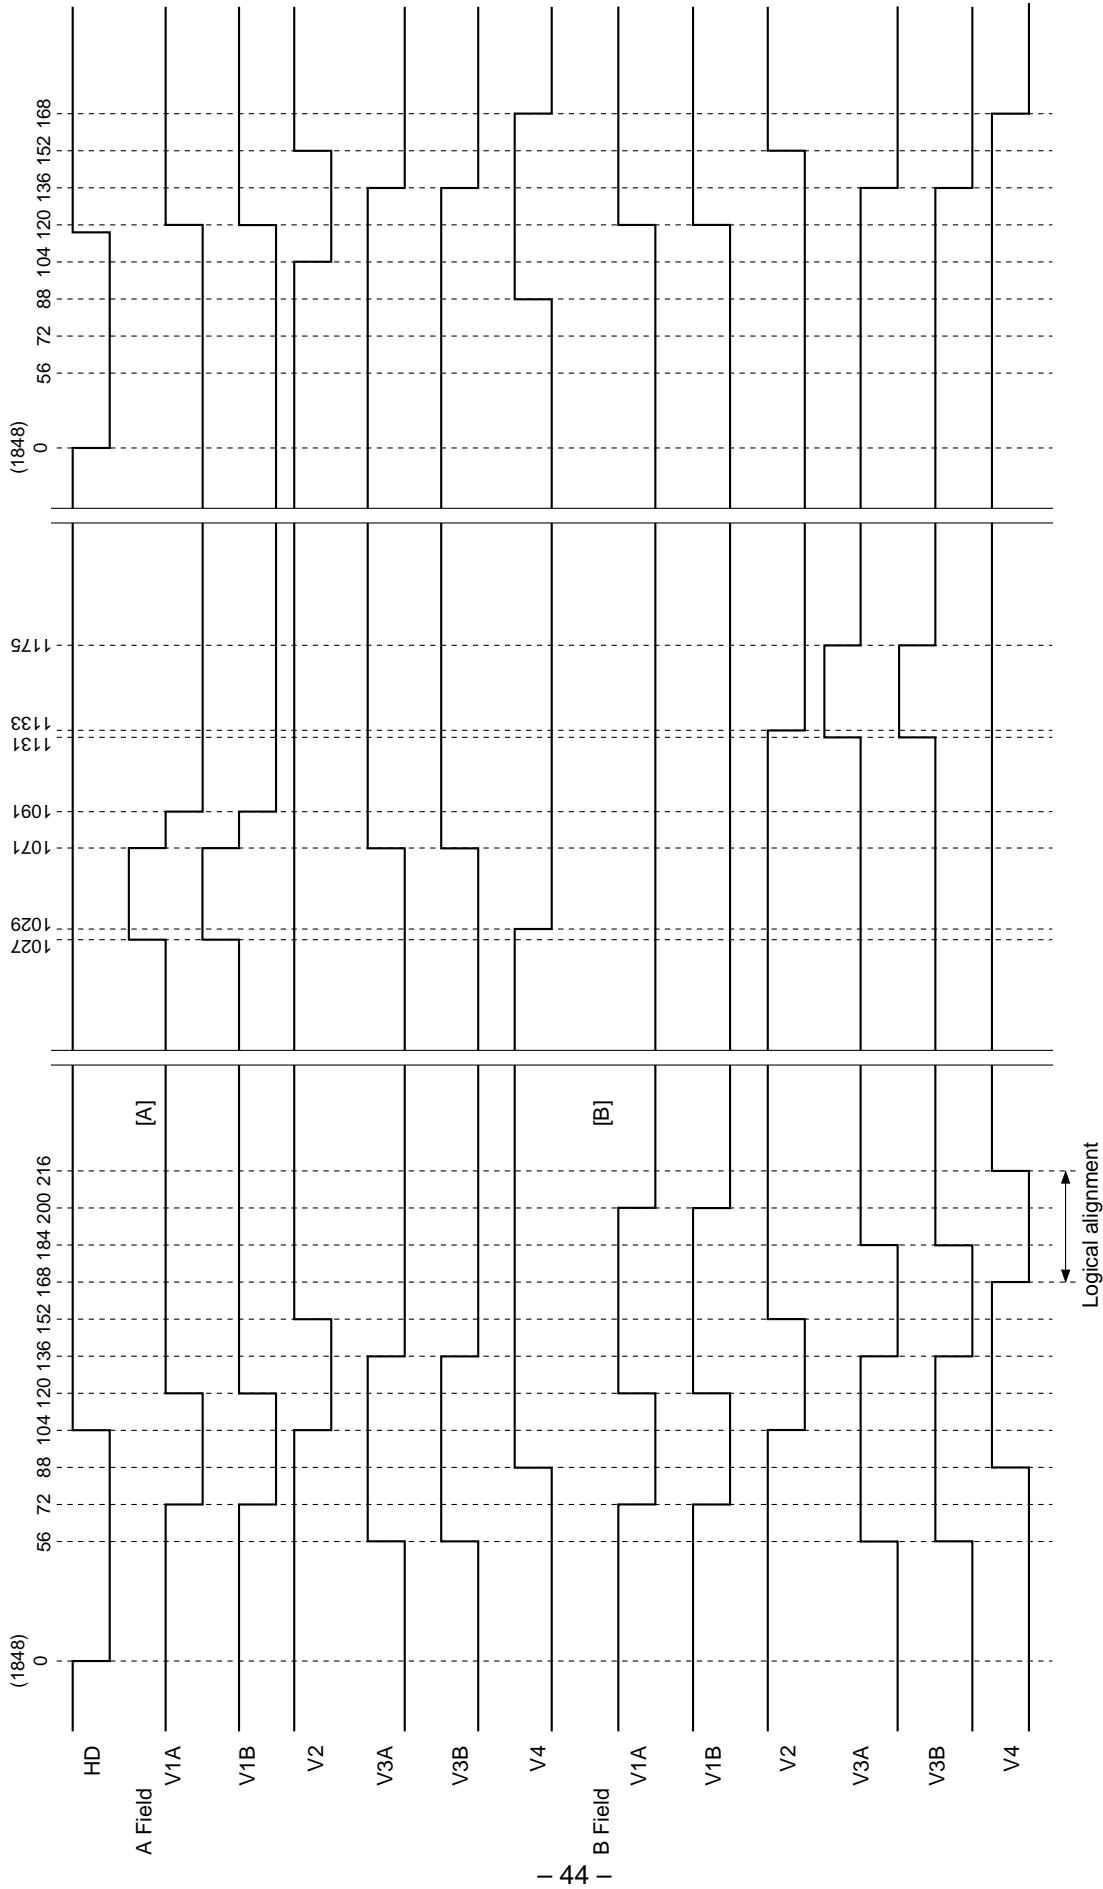 HD
A Field
V1A
V1B
V2
V3A
V3B
V4
B Field
V1A
V1B
V2
V3A
V3B
V4
(1848)
0
56
72
88
104
120
136
152
168
184
200
216
[A]
[B]
Logical alignment
1027
1029
1071
1091
1131
1133
1175
(1848)
0
56
72
88
104
120
136
152
168
– 44 –